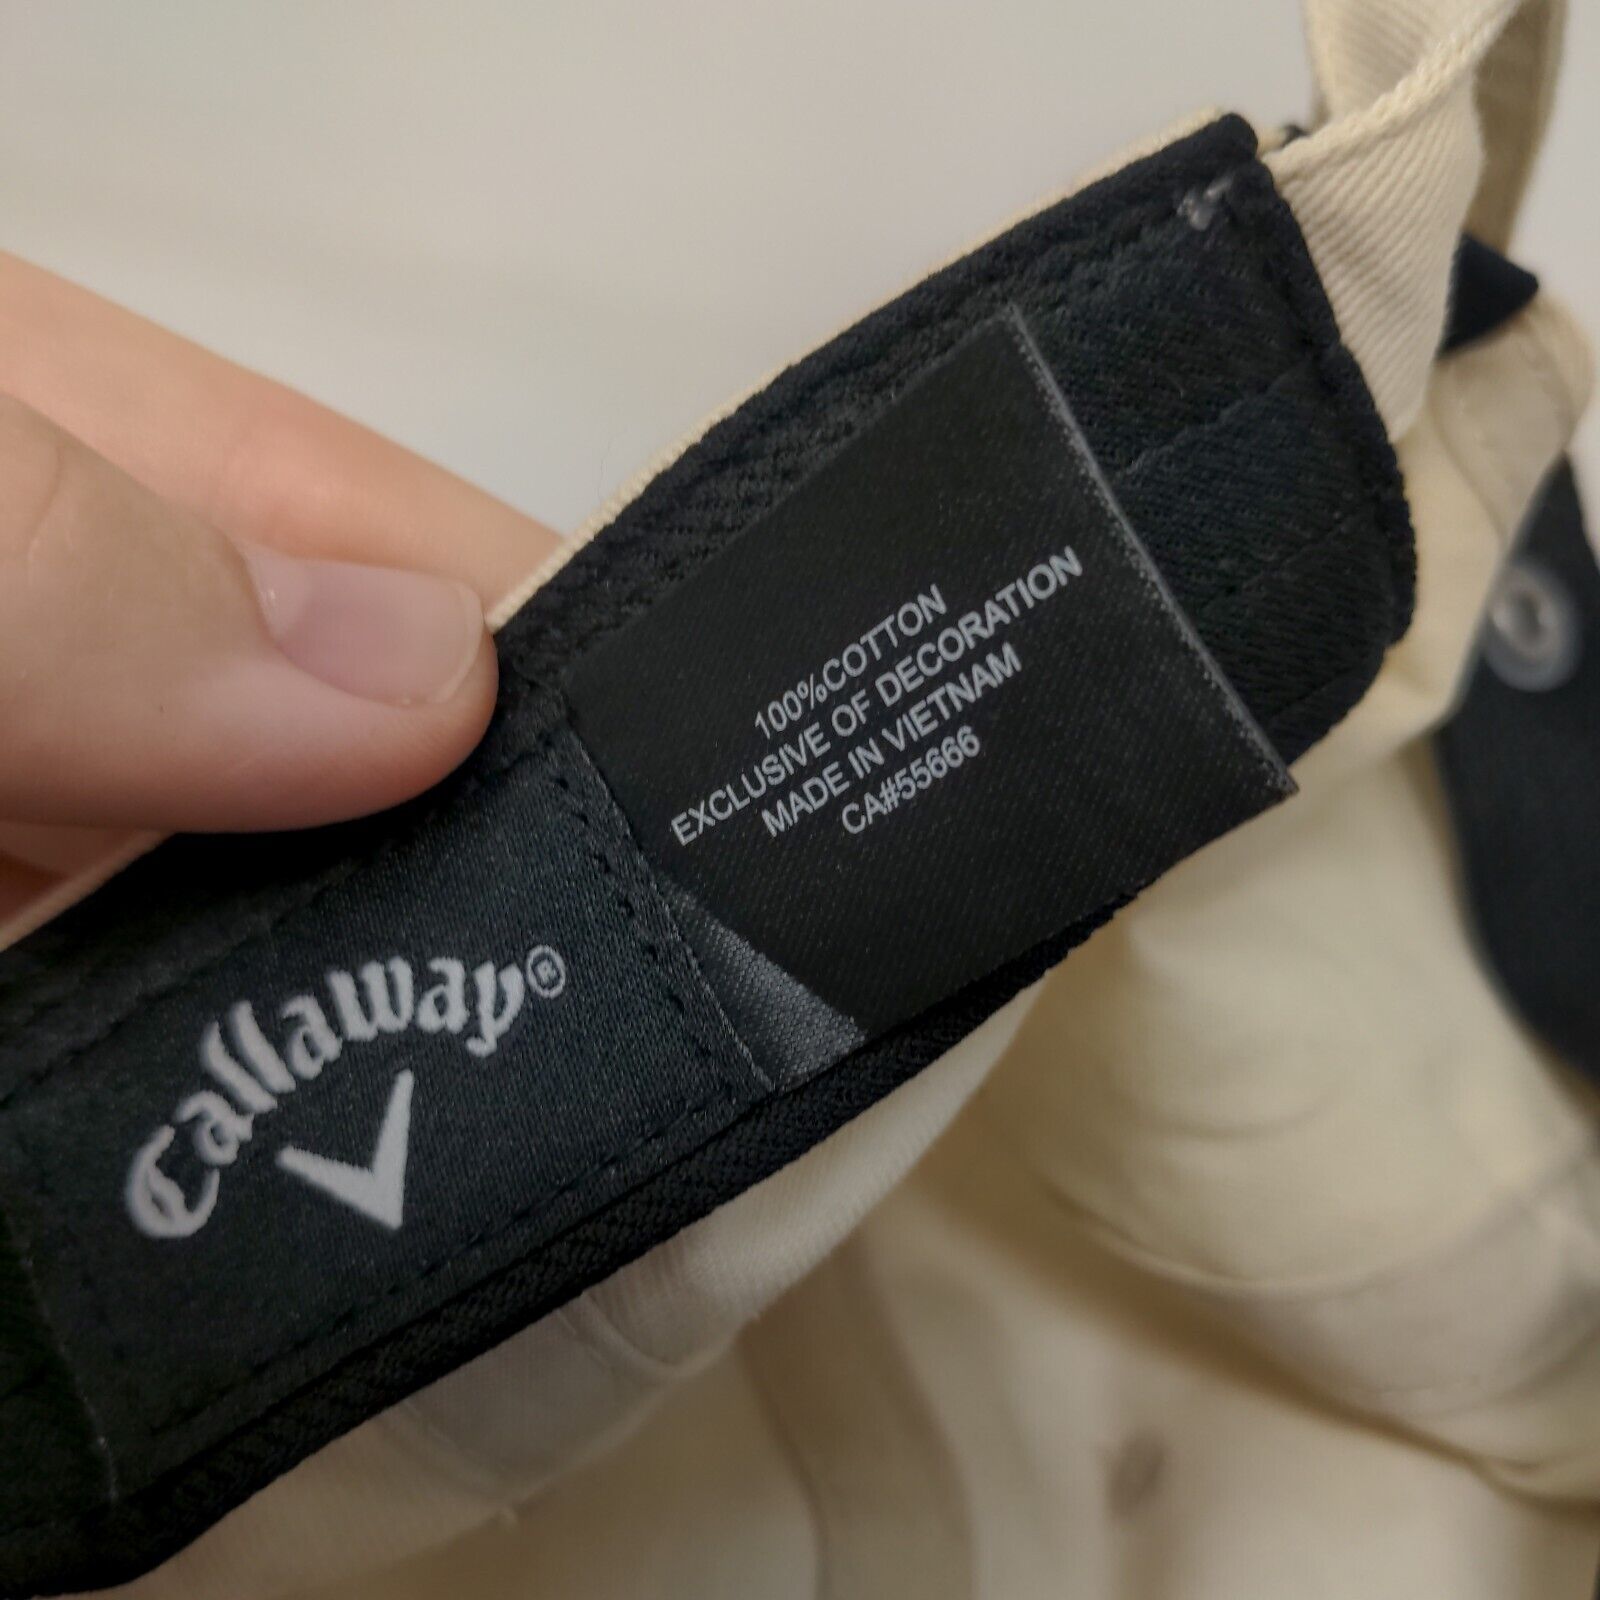 100%COTTON
EXCLUSIVE OF DECORATION
MADE IN VIETNAM
CA#55666
Callaway®